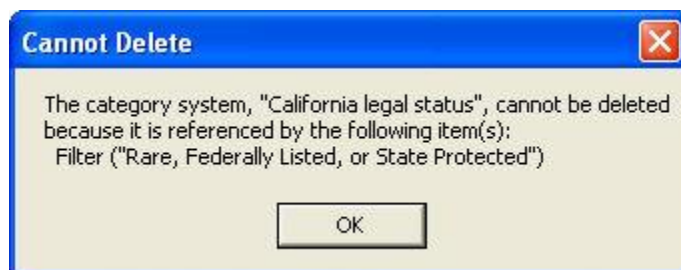 Cannot Delete
The category system, "California legal status", cannot be deleted
because it is referenced by the following item(s):
Filter ("Rare, Federally Listed, or State Protected")
OK